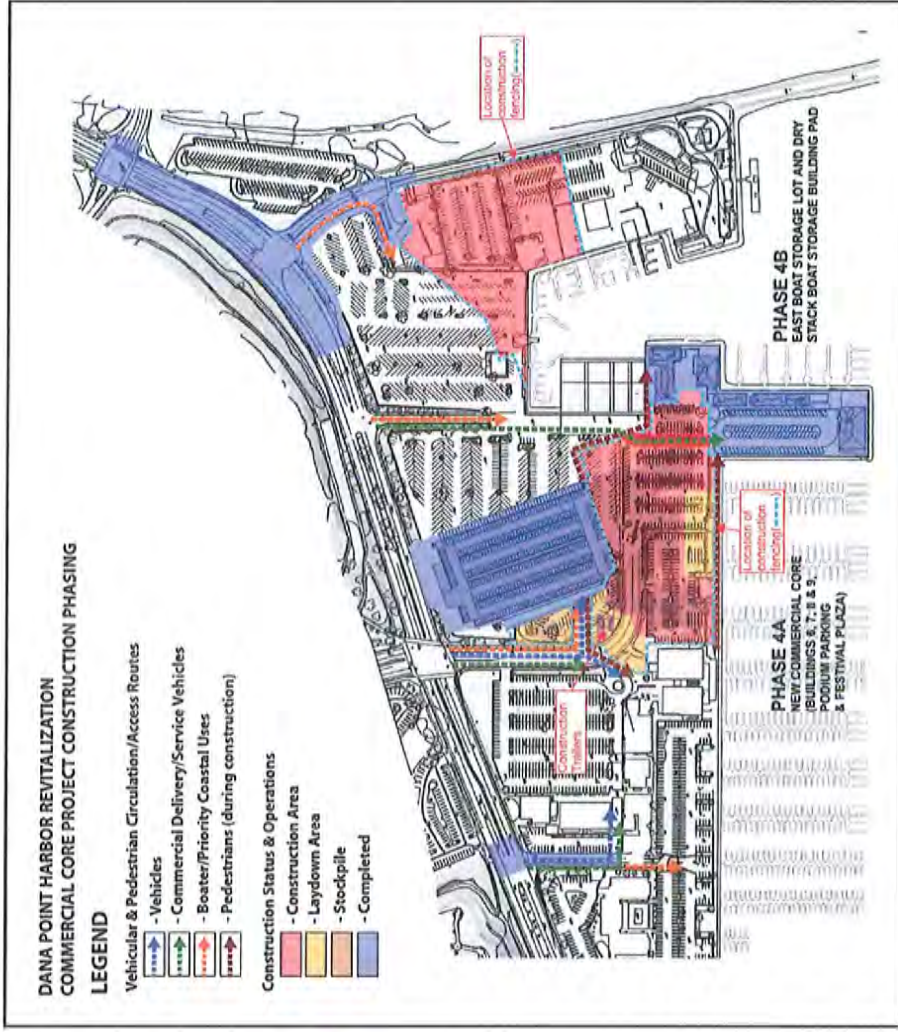 DANA POINT HARBOR REVITALIZATION
COMMERCIAL CORE PROJECT CONSTRUCTION PHASING
LEGEND
Vehicular & Pedestrian Circulation/Access Routes
- Vehicles
- Commercial Delivery/Service Vehicles
- Boater/Priority Coastal Uses
- Pedestrians (during construction)
Construction Status & Operations
- Construction Area
- Laydown Area
- Stockpile
- Completed
Location of
construction
fencing(----)
Construction
Trailers
Location of
construction
fencing(----)
PHASE 4A
NEW COMMERCIAL CORE
(BUILDINGS 6, 7, 8 & 9,
PODIUM PARKING
& FESTIVAL PLAZA)
PHASE 4B
EAST BOAT STORAGE LOT AND DRY
STACK BOAT STORAGE BUILDING PAD